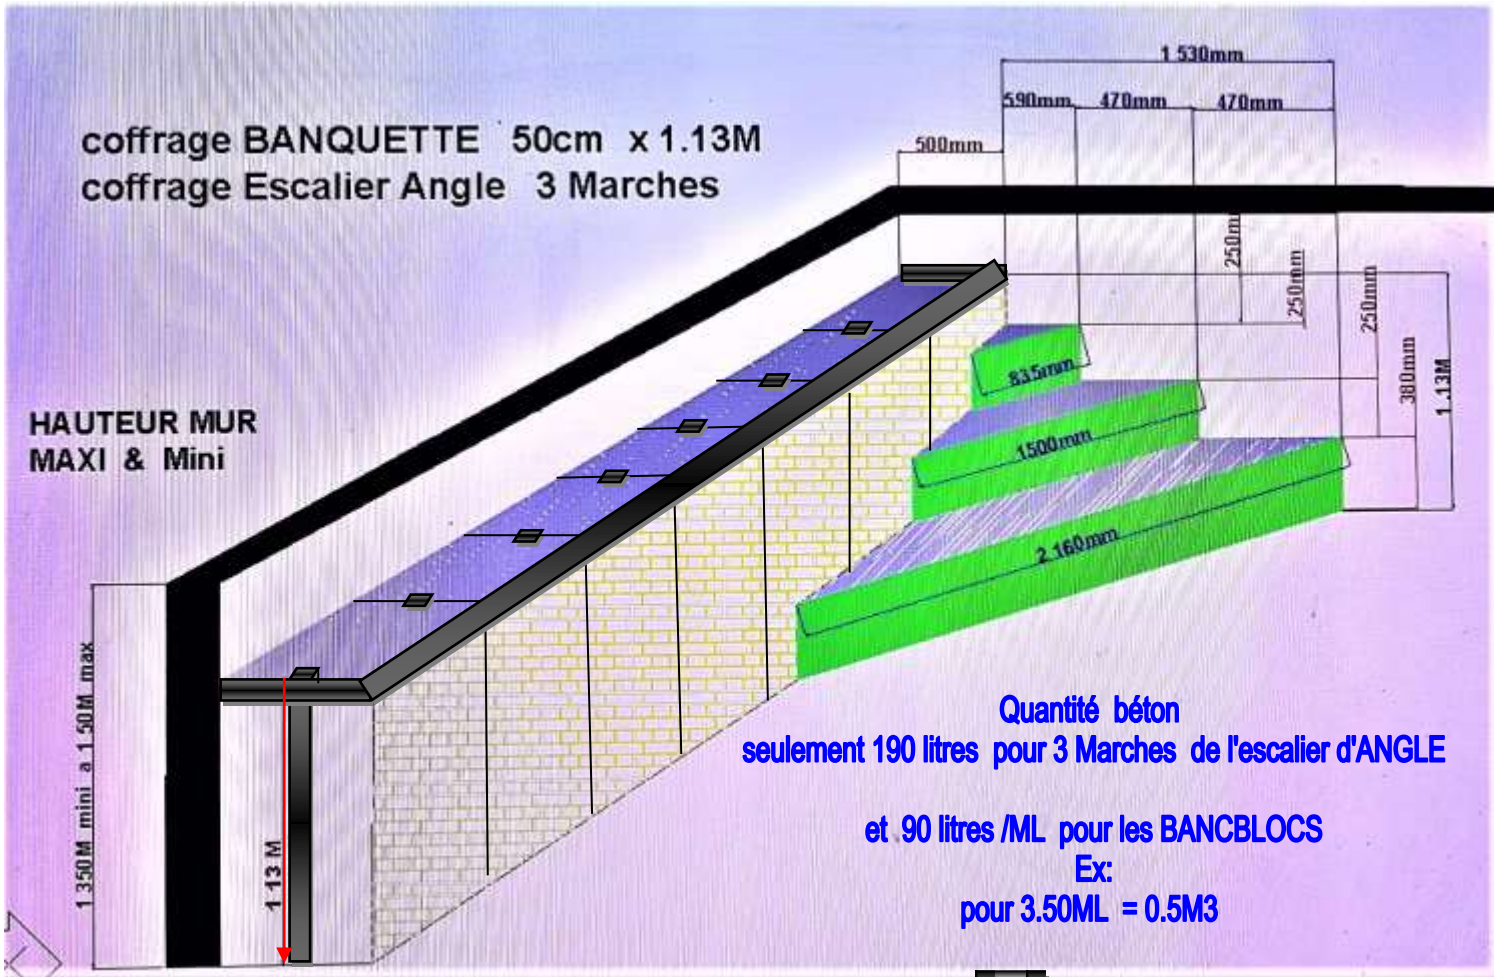 coffrage BANQUETTE 50cm x 1.13M
coffrage Escalier Angle 3 Marches
1 530mm
590mm
470mm
470mm
500mm
250mm
250mm
250mm
380mm
1.13M
835mm
1500mm
2 160mm
HAUTEUR MUR
MAXI & Mini
1 350M mini a 1 50M max
1 13 M
Quantité béton
seulement 190 litres pour 3 Marches de l'escalier d'ANGLE
et 90 litres /ML pour les BANCBLOCS
Ex:
pour 3.50ML = 0.5M3